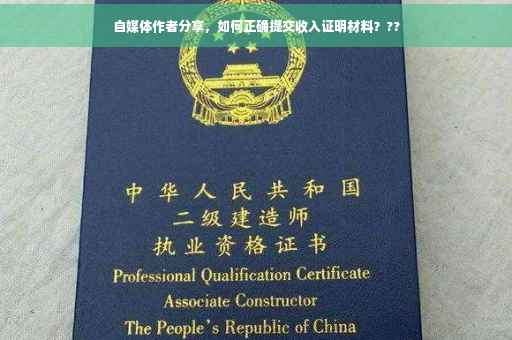 自媒体作者分享，如何正确提交收入证明材料？??
中华人民共和国
二级建造师
执业资格证书
Professional Qualification Certificate
Associate Constructor
The People's Republic of China